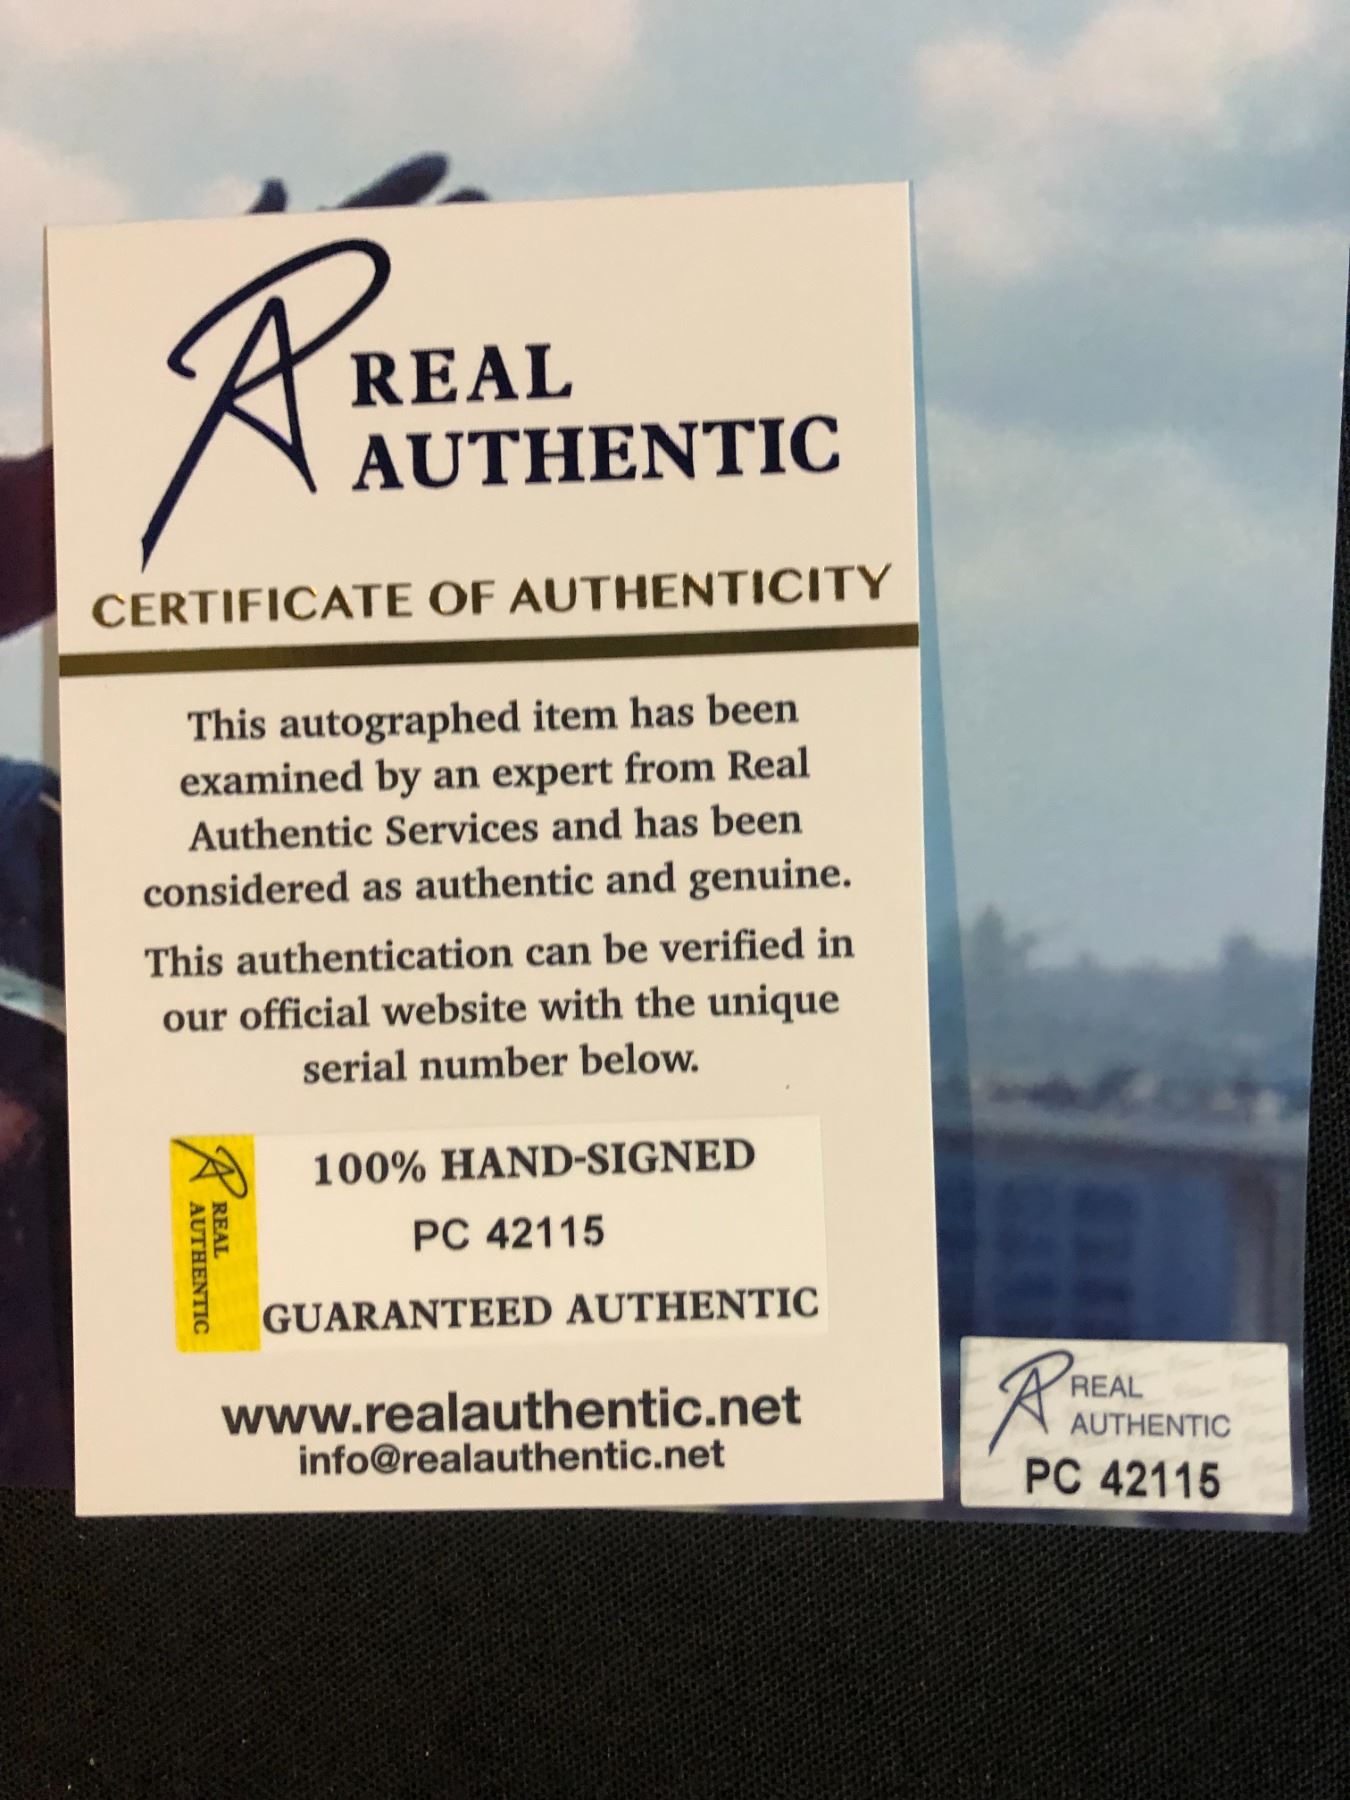 REAL
AUTHENTIC
CERTIFICATE OF AUTHENTICITY
This autographed item has been
examined by an expert from Real
Authentic Services and has been
considered as authentic and genuine.
This authentication can be verified in
our official website with the unique
serial number below.
REAL
AUTHENTIC
100% HAND-SIGNED
PC 42115
GUARANTEED AUTHENTIC
www.realauthentic.net
info@realauthentic.net
REAL
AUTHENTIC
PC 42115